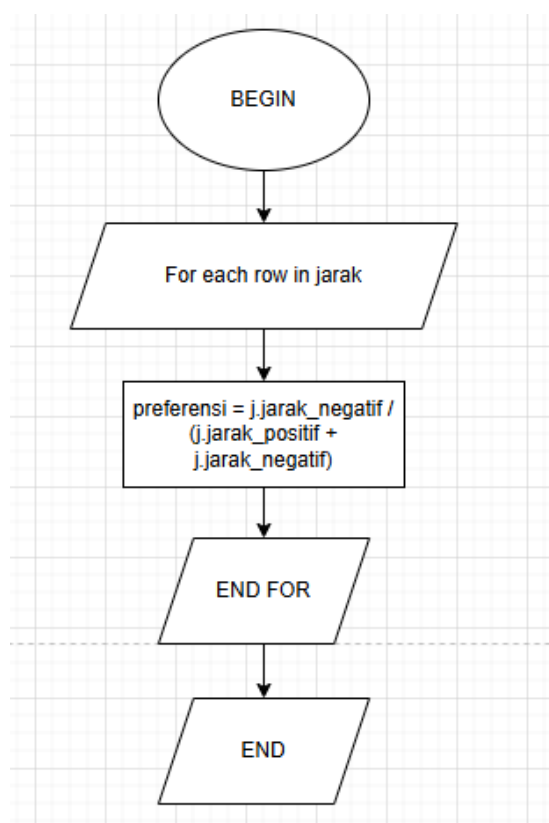 BEGIN
For each row in jarak
preferensi = j.jarak_negatif /
(j.jarak_positif +
j.jarak_negatif)
END FOR
END